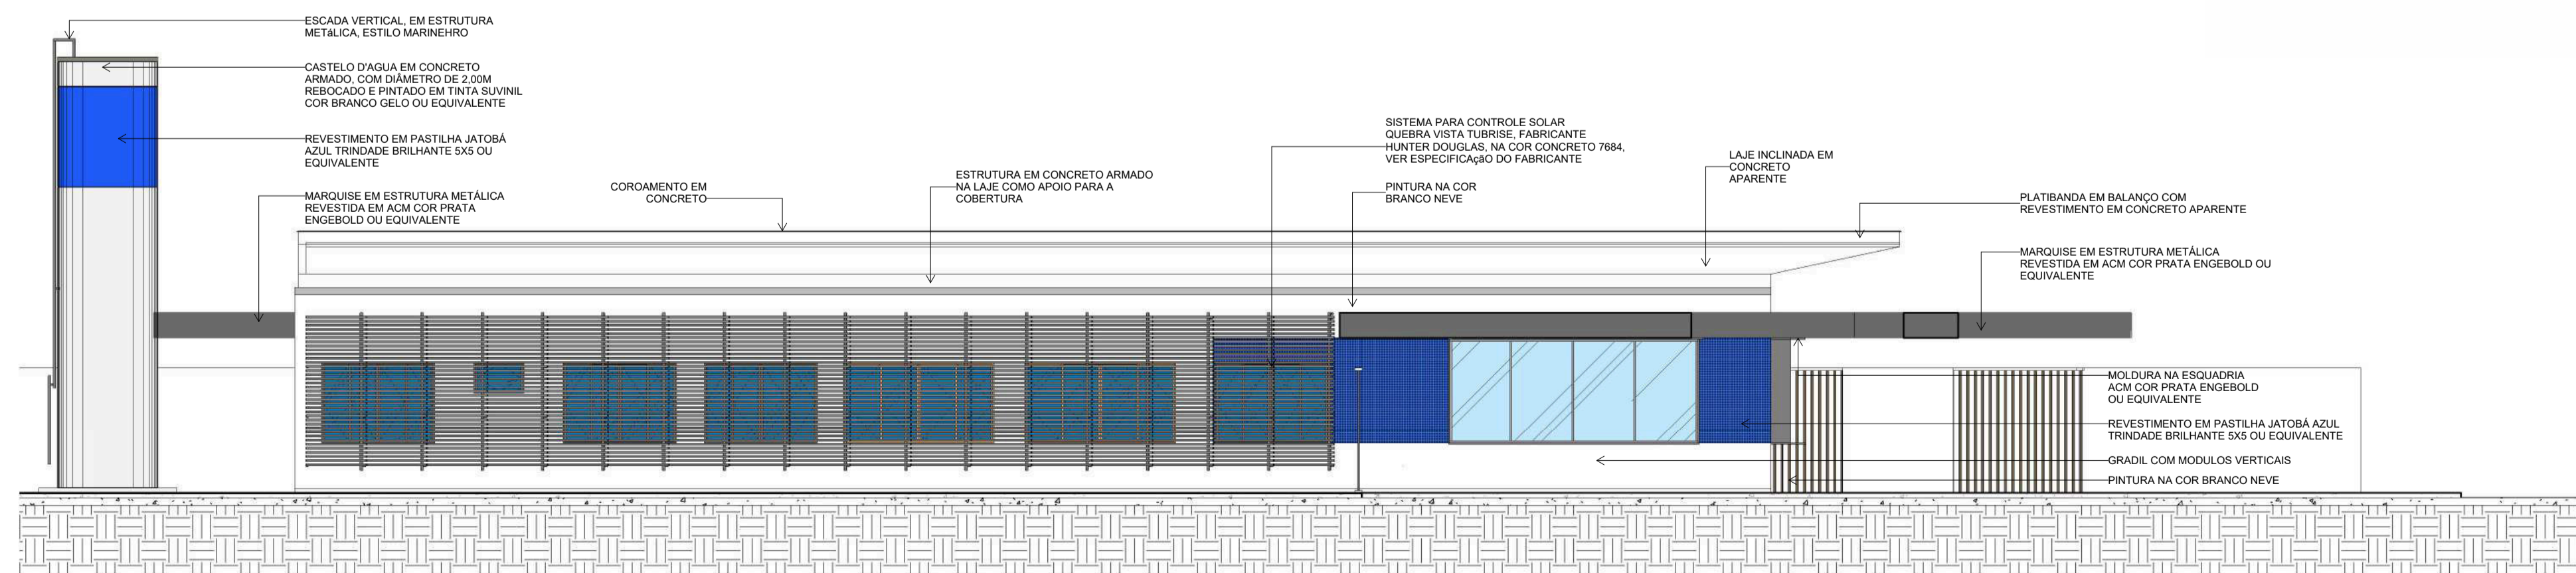 ESCADA VERTICAL, EM ESTRUTURA
METáLICA, ESTILO MARINEHRO
CASTELO D'AGUA EM CONCRETO
ARMADO, COM DIÂMETRO DE 2,00M
REBOCADO E PINTADO EM TINTA SUVINIL
COR BRANCO GELO OU EQUIVALENTE
REVESTIMENTO EM PASTILHA JATOBÁ
AZUL TRINDADE BRILHANTE 5X5 OU
EQUIVALENTE
MARQUISE EM ESTRUTURA METÁLICA
REVESTIDA EM ACM COR PRATA
ENGEBOLD OU EQUIVALENTE
COROAMENTO EM
CONCRETO
ESTRUTURA EM CONCRETO ARMADO
NA LAJE COMO APOIO PARA A
COBERTURA
SISTEMA PARA CONTROLE SOLAR
QUEBRA VISTA TUBRISE, FABRICANTE
HUNTER DOUGLAS, NA COR CONCRETO 7684,
VER ESPECIFICAçãO DO FABRICANTE
PINTURA NA COR
BRANCO NEVE
LAJE INCLINADA EM
CONCRETO
APARENTE
PLATIBANDA EM BALANÇO COM
REVESTIMENTO EM CONCRETO APARENTE
MARQUISE EM ESTRUTURA METÁLICA
REVESTIDA EM ACM COR PRATA ENGEBOLD OU
EQUIVALENTE
MOLDURA NA ESQUADRIA
ACM COR PRATA ENGEBOLD
OU EQUIVALENTE
REVESTIMENTO EM PASTILHA JATOBÁ AZUL
TRINDADE BRILHANTE 5X5 OU EQUIVALENTE
GRADIL COM MODULOS VERTICAIS
PINTURA NA COR BRANCO NEVE